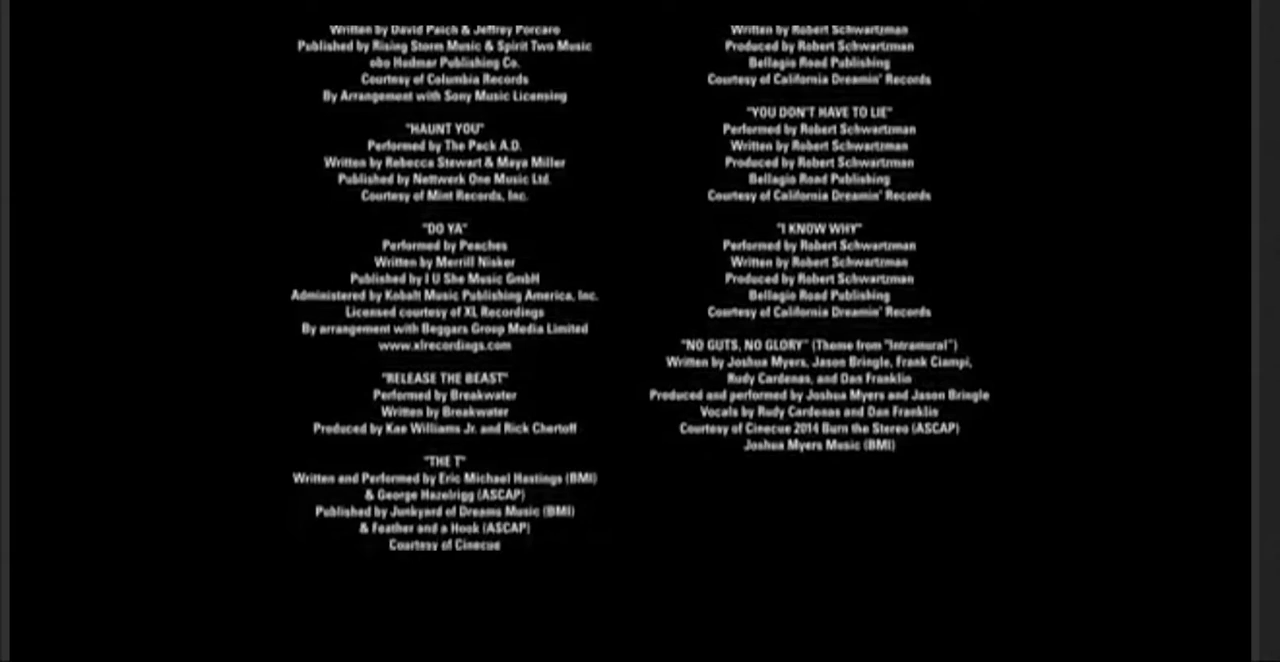 Written by David Paich & Jeffrey Porcaro
Published by Rising Storm Music & Spirit Two Music
obo Hudmar Publishing Co.
Courtesy of Columbia Records
By Arrangement with Sony Music Licensing
"HAUNT YOU"
Performed by The Pack A.D.
Written by Rebecca Stewart & Maya Miller
Published by Nettwerk One Music Ltd.
Courtesy of Mint Records, Inc.
"DO YA"
Performed by Peaches
Written by Merrill Nisker
Published by I U She Music GmbH
Administered by Kobalt Music Publishing America, Inc.
Licensed courtesy of XL Recordings
By arrangement with Beggars Group Media Limited
www.xlrecordings.com
"RELEASE THE BEAST"
Performed by Breakwater
Written by Breakwater
Produced by Kae Williams Jr. and Rick Chertoff
"THE T"
Written and Performed by Eric Michael Hastings (BMI)
& George Hazelrigg (ASCAP)
Published by Junkyard of Dreams Music (BMI)
& Feather and a Hook (ASCAP)
Courtesy of Cinecue
Written by Robert Schwartzman
Produced by Robert Schwartzman
Bellagio Road Publishing
Courtesy of California Dreamin' Records
"YOU DON'T HAVE TO LIE"
Performed by Robert Schwartzman
Written by Robert Schwartzman
Produced by Robert Schwartzman
Bellagio Road Publishing
Courtesy of California Dreamin' Records
"I KNOW WHY"
Performed by Robert Schwartzman
Written by Robert Schwartzman
Produced by Robert Schwartzman
Bellagio Road Publishing
Courtesy of California Dreamin' Records
"NO GUTS, NO GLORY" (Theme from "Intramural")
Written by Joshua Myers, Jason Bringle, Frank Ciampi,
Rudy Cardenas, and Dan Franklin
Produced and performed by Joshua Myers and Jason Bringle
Vocals by Rudy Cardenas and Dan Franklin
Courtesy of Cinecue 2014 Burn the Stereo (ASCAP)
Joshua Myers Music (BMI)